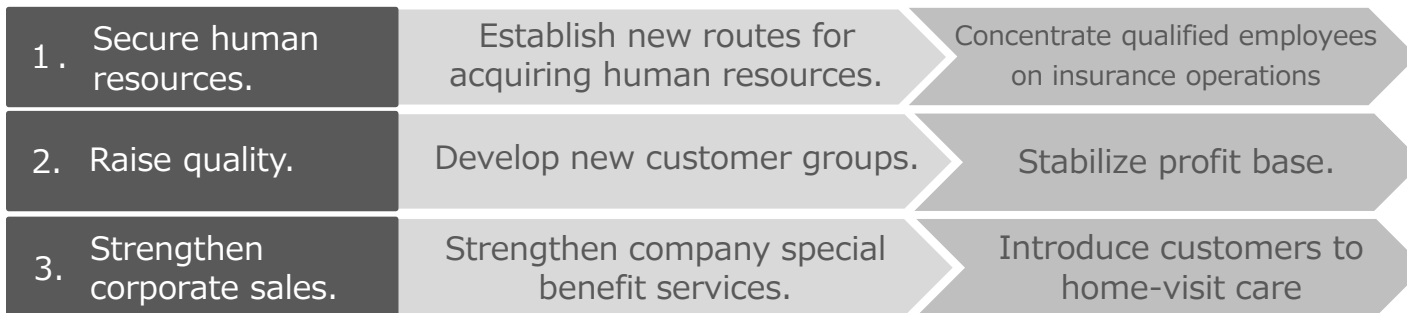 1. Secure human
resources.
Establish new routes for
acquiring human resources.
Concentrate qualified employees
on insurance operations
2. Raise quality.
Develop new customer groups.
Stabilize profit base.
3. Strengthen
corporate sales.
Strengthen company special
benefit services.
Introduce customers to
home-visit care